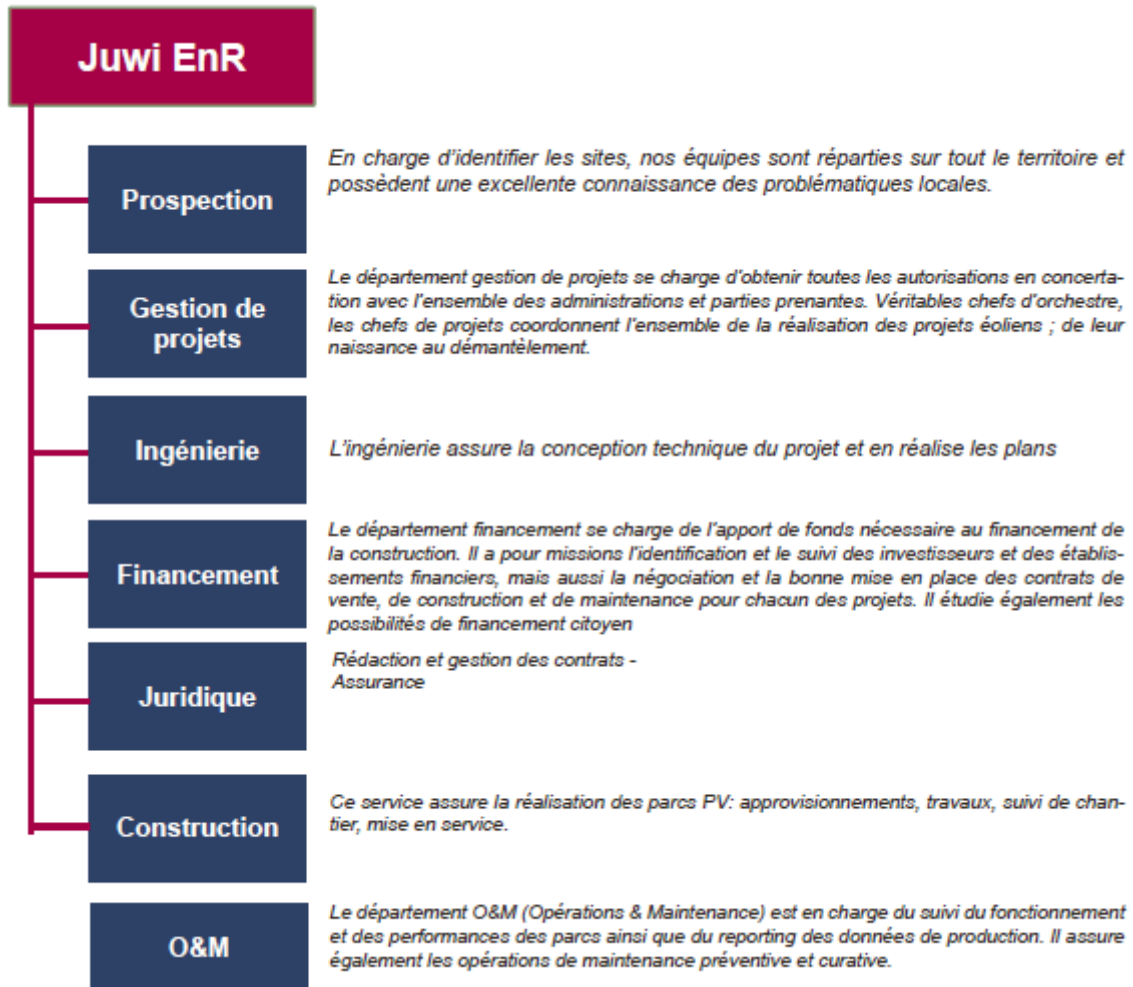 Juwi EnR
Prospection
En charge d'identifier les sites, nos équipes sont réparties sur tout le territoire et
possèdent une excellente connaissance des problématiques locales.
Gestion de
projets
Le département gestion de projets se charge d'obtenir toutes les autorisations en concerta-
tion avec l'ensemble des administrations et parties prenantes. Véritables chefs d'orchestre,
les chefs de projets coordonnent l'ensemble de la réalisation des projets éoliens ; de leur
naissance au démantèlement.
Ingénierie
L'ingénierie assure la conception technique du projet et en réalise les plans
Financement
Le département financement se charge de l'apport de fonds nécessaire au financement de
la construction. Il a pour missions l'identification et le suivi des investisseurs et des établis-
sements financiers, mais aussi la négociation et la bonne mise en place des contrats de
vente, de construction et de maintenance pour chacun des projets. Il étudie également les
possibilités de financement citoyen
Juridique
Rédaction et gestion des contrats -
Assurance
Construction
Ce service assure la réalisation des parcs PV: approvisionnements, travaux, suivi de chan-
tier, mise en service.
O&M
Le département O&M (Opérations & Maintenance) est en charge du suivi du fonctionnement
et des performances des parcs ainsi que du reporting des données de production. Il assure
également les opérations de maintenance préventive et curative.